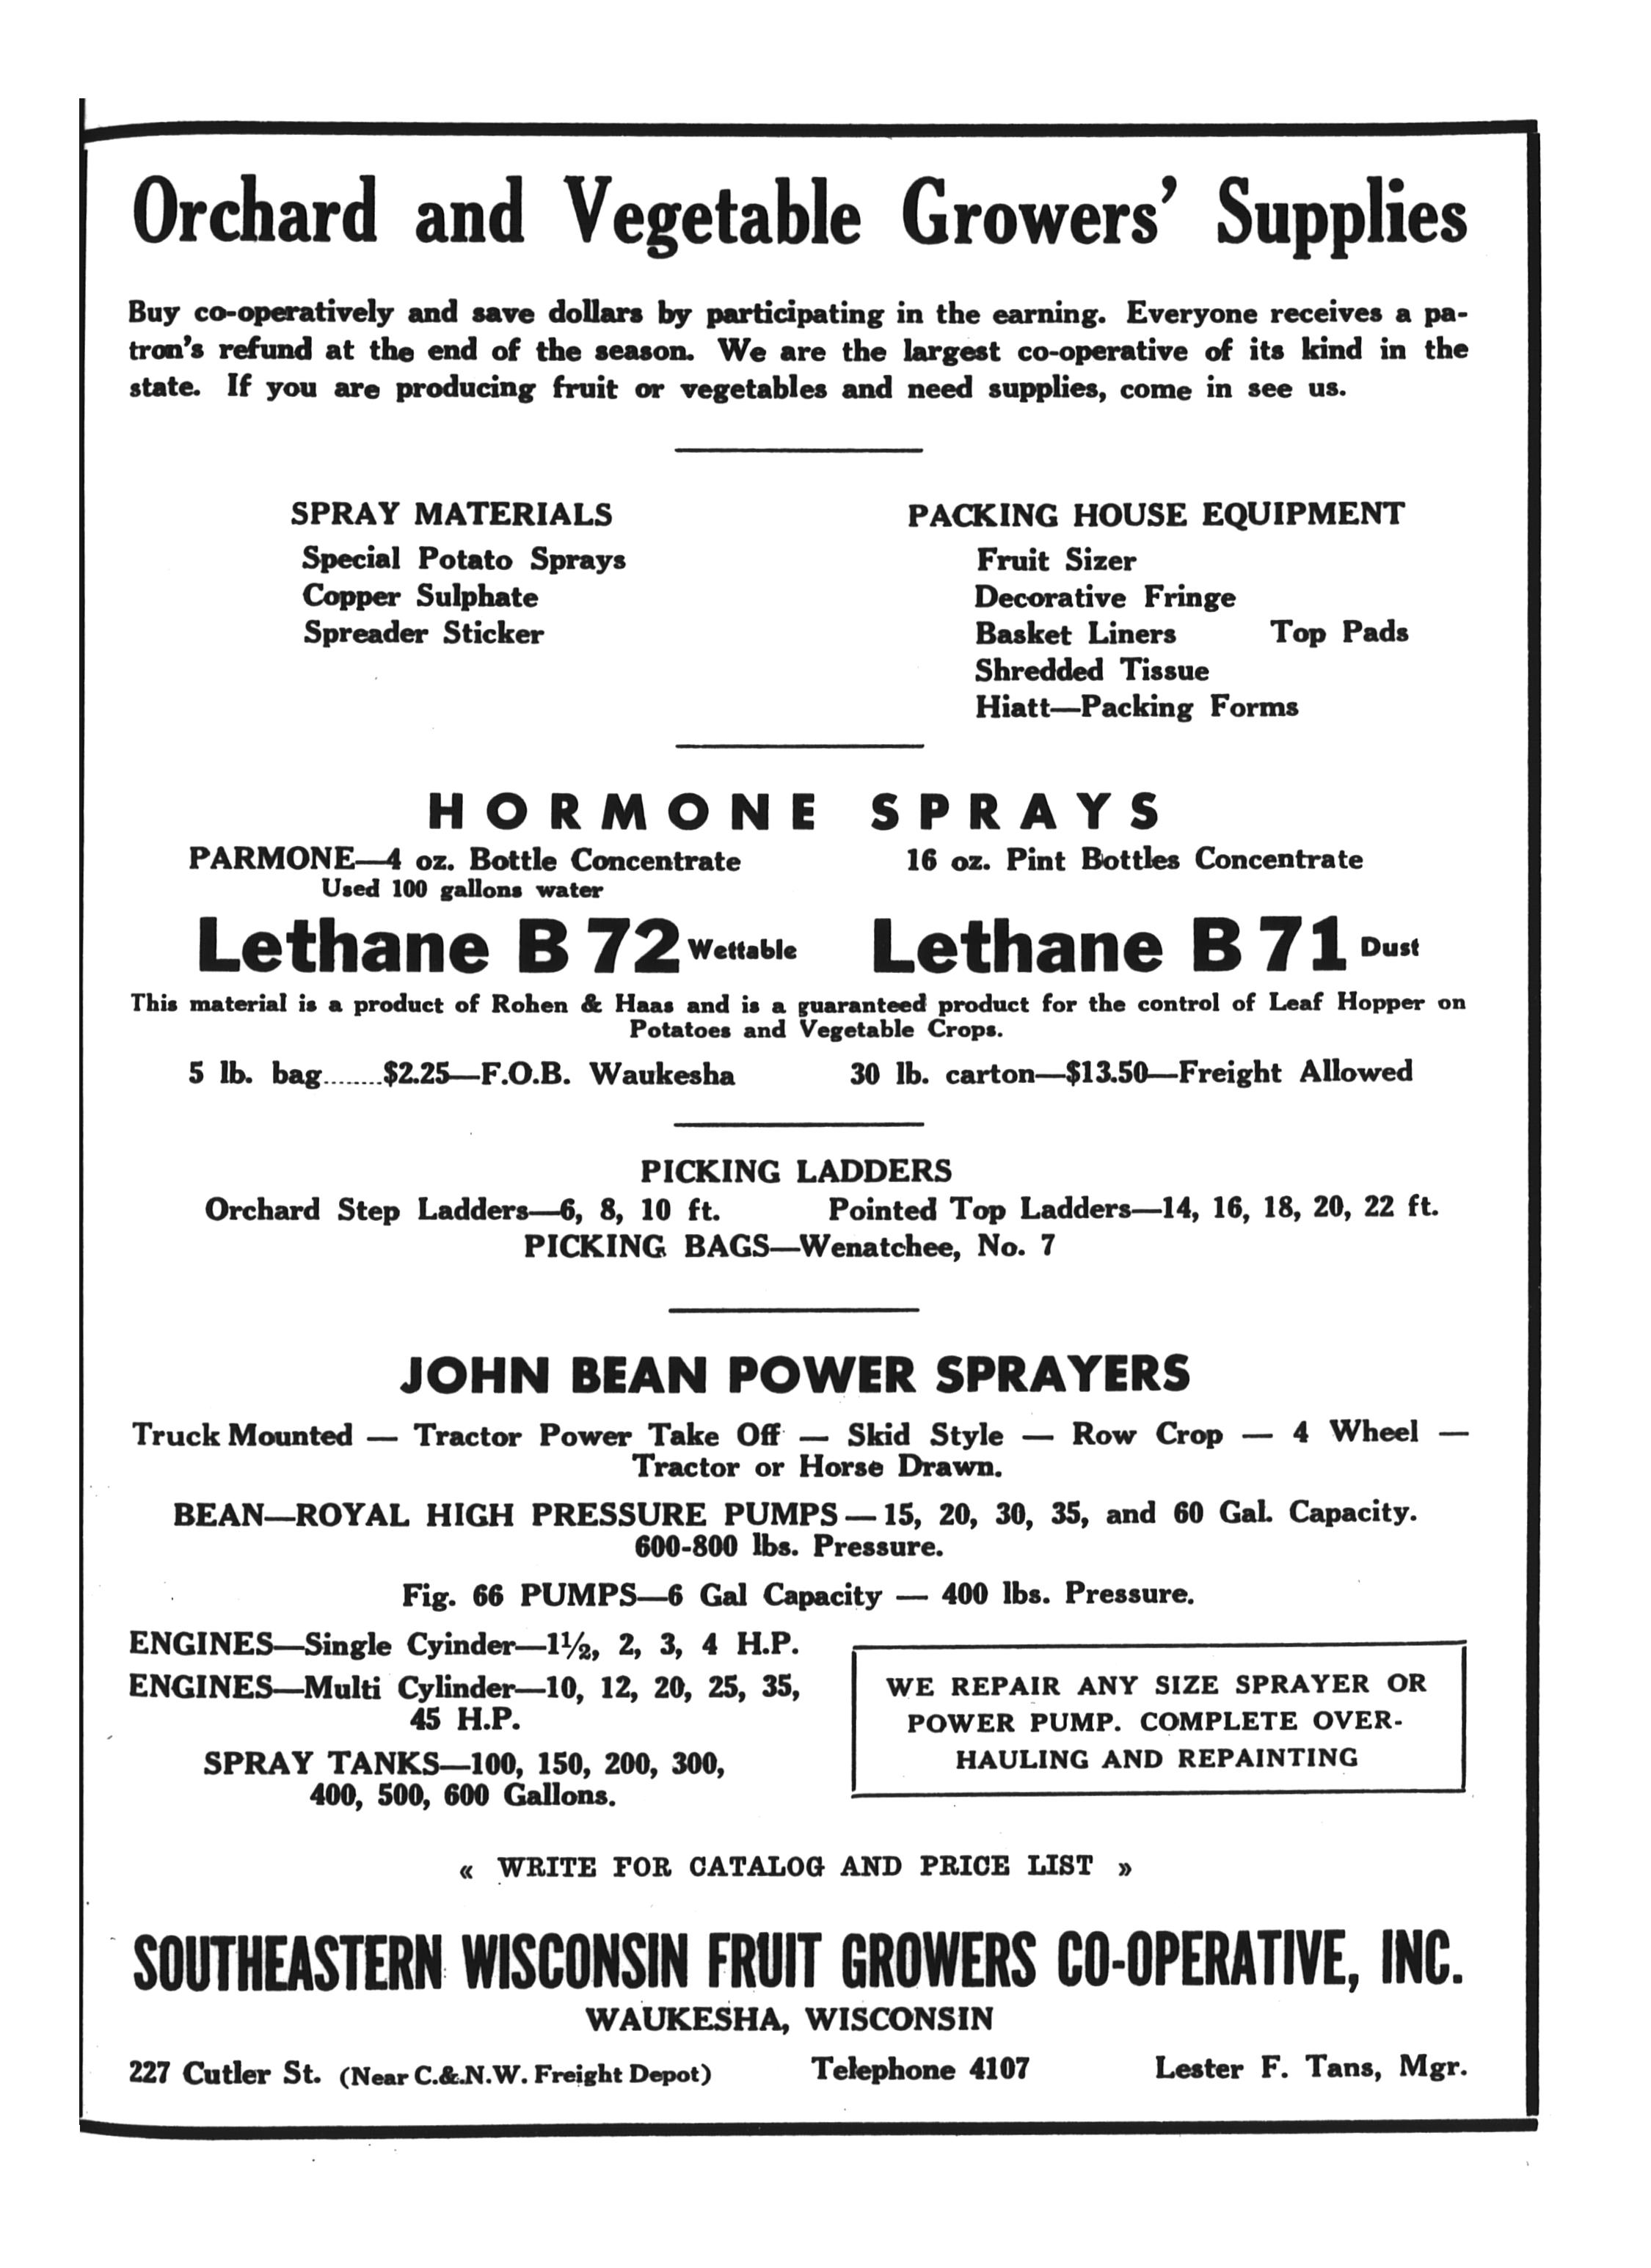 Orchard and Vegetable Growers' Supplies
Buy co-operatively and save dollars by participating in the earning. Everyone receives a pa-
tron's refund at the end of the season. We are the largest co-operative of its kind in the
state. If you are producing fruit or vegetables and need supplies, come in see us.
SPRAY MATERIALS
Special Potato Sprays
Copper Sulphate
Spreader Sticker
PACKING HOUSE EQUIPMENT
Fruit Sizer
Decorative Fringe
Basket Liners Top Pads
Shredded Tissue
Hiatt—Packing Forms
HORMONE SPRAYS
PARMONE—4 oz. Bottle Concentrate 16 oz. Pint Bottles Concentrate
Used 100 gallons water
Lethane B 72 Wettable Lethane B 71 Dust
This material is a product of Rohen & Haas and is a guaranteed product for the control of Leaf Hopper on
Potatoes and Vegetable Crops.
5 lb. bag........$2.25—F.O.B. Waukesha 30 lb. carton—$13.50—Freight Allowed
PICKING LADDERS
Orchard Step Ladders—6, 8, 10 ft. Pointed Top Ladders—14, 16, 18, 20, 22 ft.
PICKING BAGS—Wenatchee, No. 7
JOHN BEAN POWER SPRAYERS
Truck Mounted — Tractor Power Take Off — Skid Style — Row Crop — 4 Wheel —
Tractor or Horse Drawn.
BEAN—ROYAL HIGH PRESSURE PUMPS — 15, 20, 30, 35, and 60 Gal. Capacity.
600-800 lbs. Pressure.
Fig. 66 PUMPS—6 Gal Capacity — 400 lbs. Pressure.
ENGINES—Single Cyinder—1½, 2, 3, 4 H.P.
ENGINES—Multi Cylinder—10, 12, 20, 25, 35,
45 H.P.
SPRAY TANKS—100, 150, 200, 300,
400, 500, 600 Gallons.
WE REPAIR ANY SIZE SPRAYER OR
POWER PUMP. COMPLETE OVER-
HAULING AND REPAINTING
« WRITE FOR CATALOG AND PRICE LIST »
SOUTHEASTERN WISCONSIN FRUIT GROWERS CO-OPERATIVE, INC.
WAUKESHA, WISCONSIN
227 Cutler St. (Near C.&.N.W. Freight Depot) Telephone 4107 Lester F. Tans, Mgr.